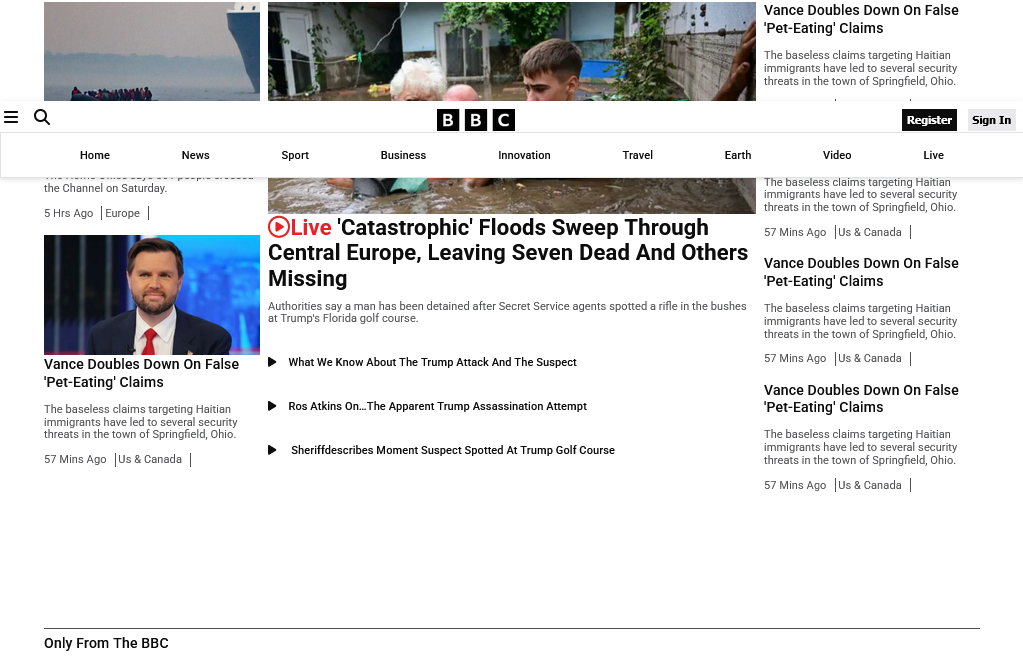 Vance Doubles Down On False
'Pet-Eating' Claims
The baseless claims targeting Haitian
immigrants have led to several security
threats in the town of Springfield, Ohio.
B B C
Register
Sign In
Home
News
Sport
Business
Innovation
Travel
Earth
Video
Live
the Channel on Saturday.
5 Hrs Ago
Europe
Vance Doubles Down On False
'Pet-Eating' Claims
The baseless claims targeting Haitian
immigrants have led to several security
threats in the town of Springfield, Ohio.
57 Mins Ago
Us & Canada
Live 'Catastrophic' Floods Sweep Through
Central Europe, Leaving Seven Dead And Others
Missing
Authorities say a man has been detained after Secret Service agents spotted a rifle in the bushes
at Trump's Florida golf course.
What We Know About The Trump Attack And The Suspect
Ros Atkins On...The Apparent Trump Assassination Attempt
Sheriffdescribes Moment Suspect Spotted At Trump Golf Course
The baseless claims targeting Haitian
immigrants have led to several security
threats in the town of Springfield, Ohio.
57 Mins Ago
Us & Canada
Vance Doubles Down On False
'Pet-Eating' Claims
The baseless claims targeting Haitian
immigrants have led to several security
threats in the town of Springfield, Ohio.
57 Mins Ago
Us & Canada
Vance Doubles Down On False
'Pet-Eating' Claims
The baseless claims targeting Haitian
immigrants have led to several security
threats in the town of Springfield, Ohio.
57 Mins Ago
Us & Canada
Only From The BBC